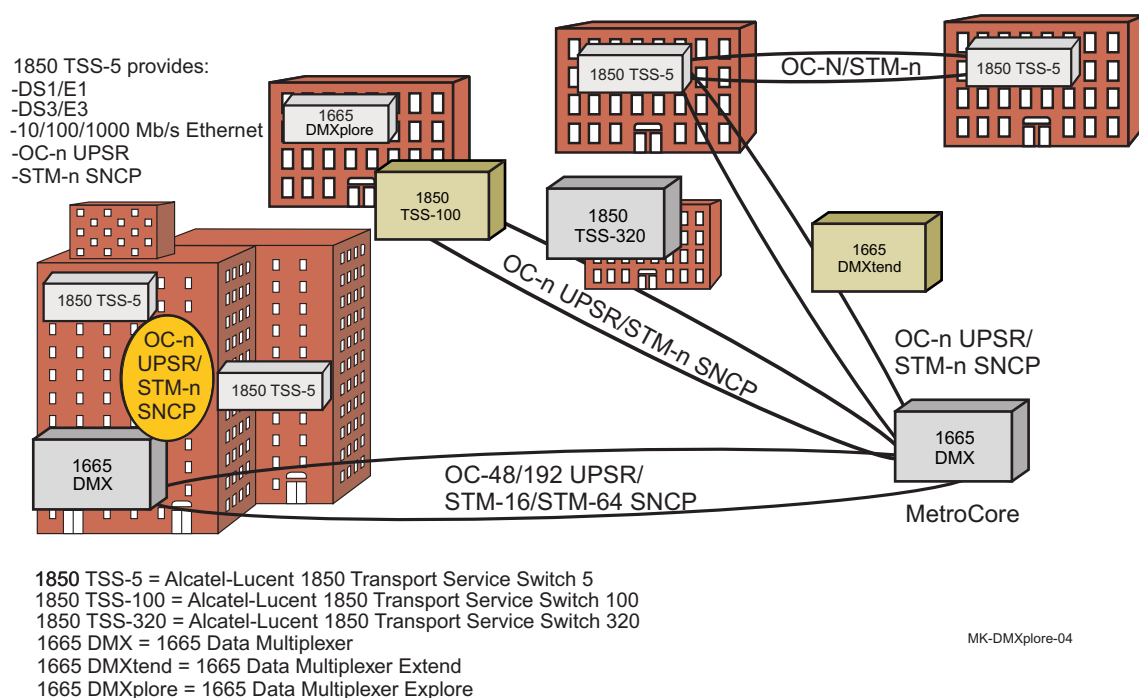 1850 TSS-5 provides:
-DS1/E1
-DS3/E3
-10/100/1000 Mb/s Ethernet
-OC-n UPSR
-STM-n SNCP
1665
DMXplore
1850 TSS-5
OC-N/STM-n
1850 TSS-5
1850
TSS-100
1850
TSS-320
1665
DMXtend
1850 TSS-5
OC-n
UPSR/
STM-n
SNCP
1850 TSS-5
OC-n UPSR/STM-n SNCP
OC-n UPSR/
STM-n SNCP
1665
DMX
OC-48/192 UPSR/
STM-16/STM-64 SNCP
1665
DMX
MetroCore
1850 TSS-5 = Alcatel-Lucent 1850 Transport Service Switch 5
1850 TSS-100 = Alcatel-Lucent 1850 Transport Service Switch 100
1850 TSS-320 = Alcatel-Lucent 1850 Transport Service Switch 320
1665 DMX = 1665 Data Multiplexer
1665 DMXtend = 1665 Data Multiplexer Extend
1665 DMXplore = 1665 Data Multiplexer Explore
MK-DMXplore-04